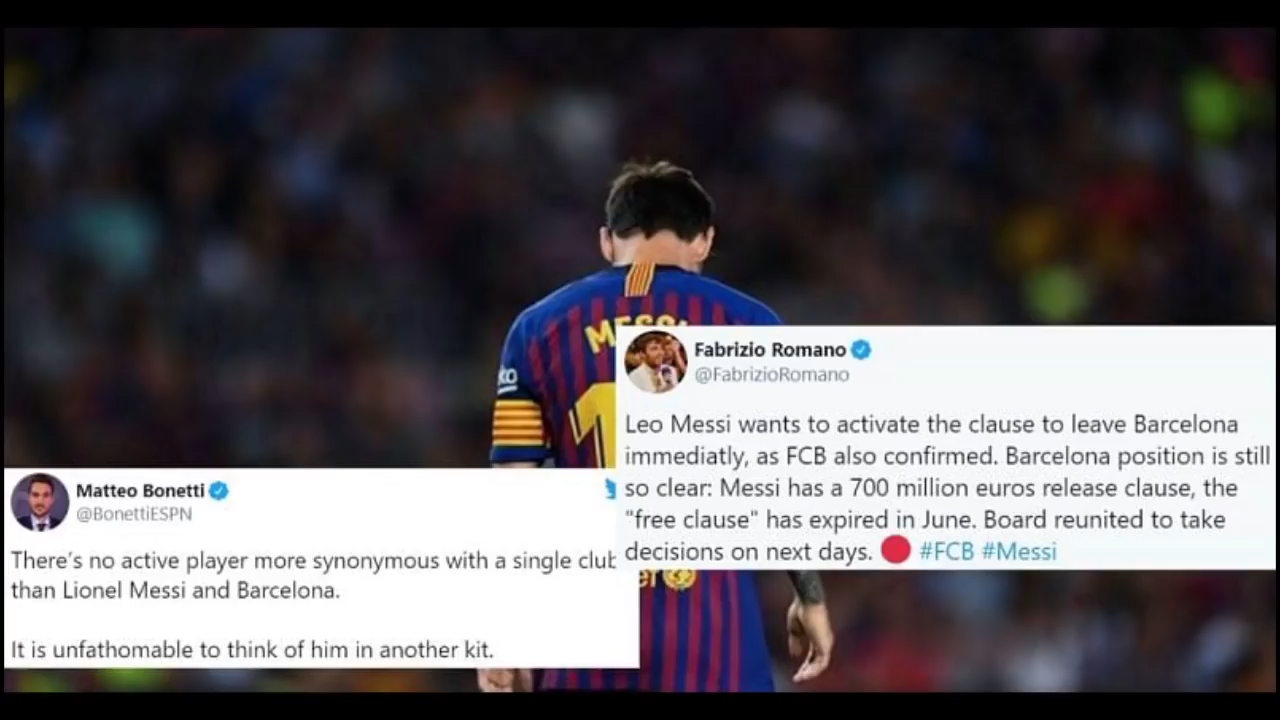 MESSI
KO
1
Fabrizio Romano
@FabrizioRomano
Leo Messi wants to activate the clause to leave Barcelona
immediatly, as FCB also confirmed. Barcelona position is still
so clear: Messi has a 700 million euros release clause, the
"free clause" has expired in June. Board reunited to take
decisions on next days. #FCB #Messi
Matteo Bonetti
@BonettiESPN
There's no active player more synonymous with a single club
than Lionel Messi and Barcelona.
It is unfathomable to think of him in another kit.
ef